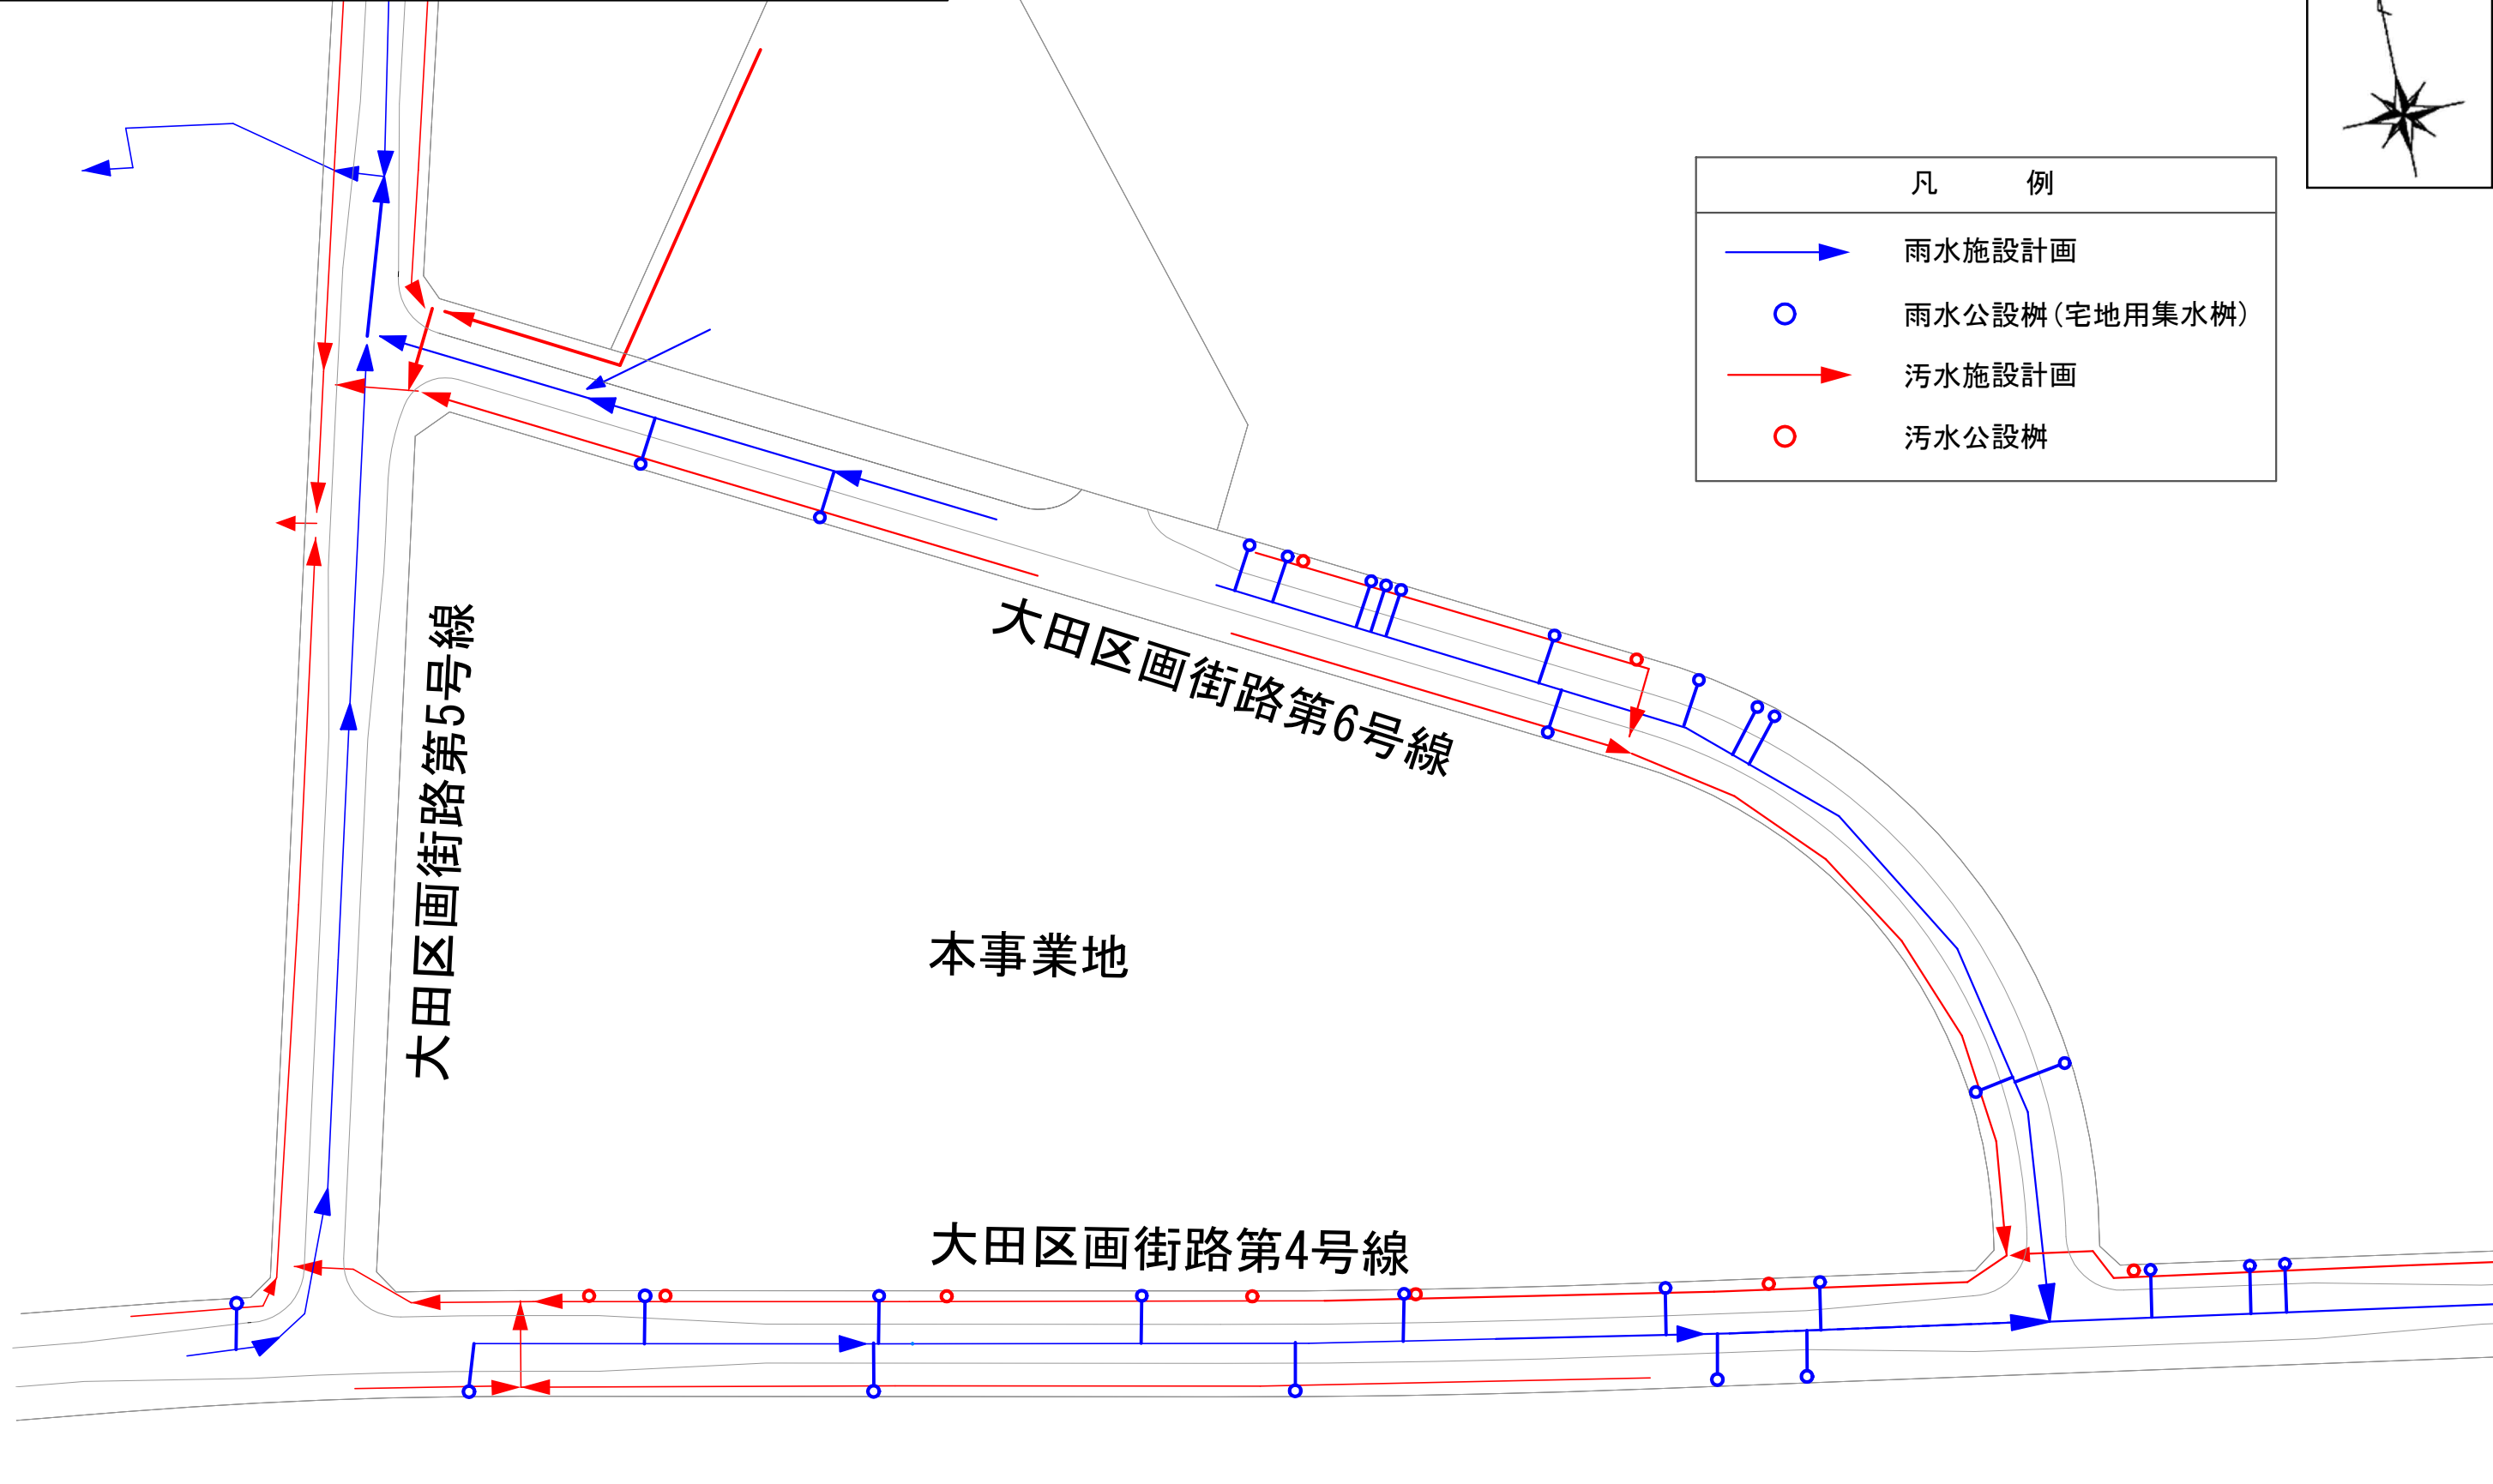 凡 例
雨水施設計画
雨水公設桝(宅地用集水桝)
汚水施設計画
汚水公設桝
大田区画街路第5号線
大田区画街路第6号線
本事業地
大田区画街路第4号線